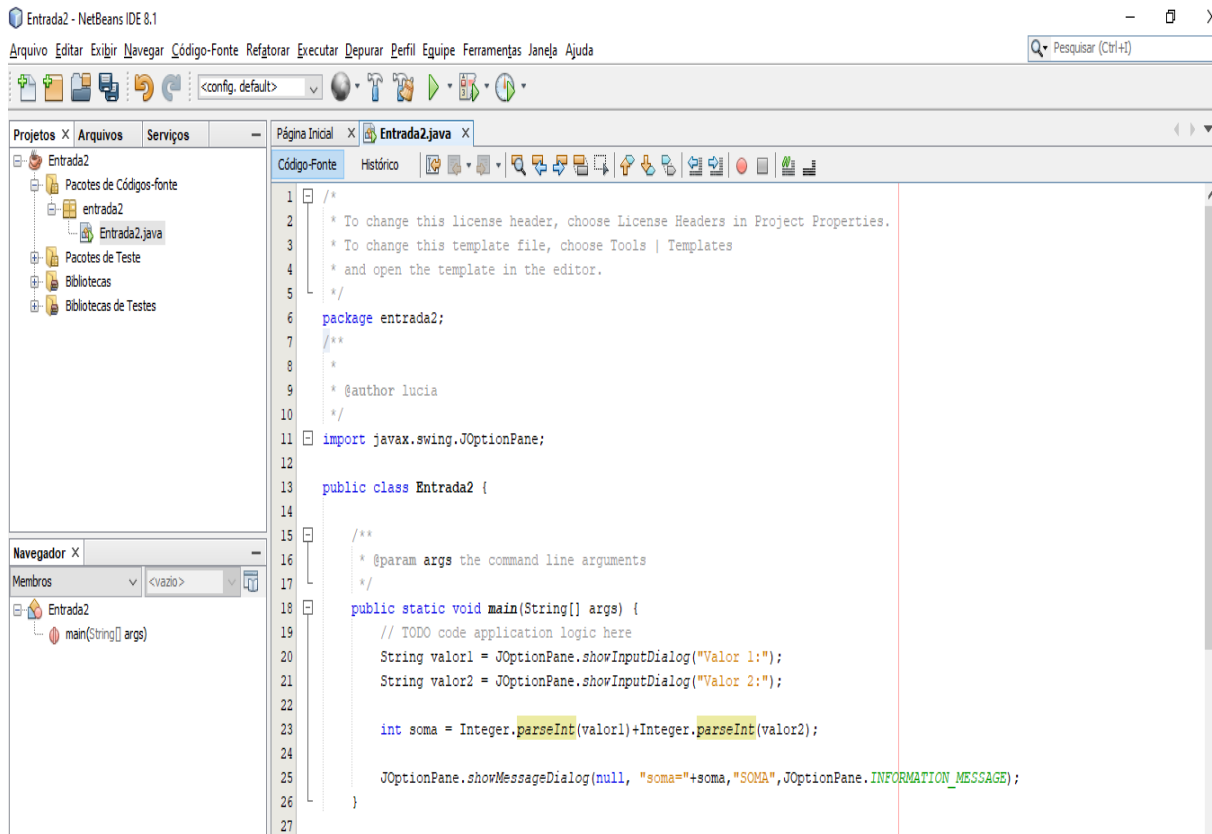 Entrada2 - NetBeans IDE 8.1
Arquivo Editar Exibir Navegar Código-Fonte Refatorar Executar Depurar Perfil Equipe Ferramentas Janela Ajuda
Pesquisar (Ctrl+I)
<config. default>
Projetos X Arquivos Serviços
Entrada2
Pacotes de Códigos-fonte
entrada2
Entrada2.java
Pacotes de Teste
Bibliotecas
Bibliotecas de Testes
Navegador X
Membros <vazio>
Entrada2
main(String[] args)
Página Inicial X Entrada2.java X
Código-Fonte Histórico
1 /*
2 * To change this license header, choose License Headers in Project Properties.
3 * To change this template file, choose Tools | Templates
4 * and open the template in the editor.
5 */
6 package entrada2;
7 /**
8 *
9 * @author lucia
10 */
11 import javax.swing.JOptionPane;
12
13 public class Entrada2 {
14
15 /**
16 * @param args the command line arguments
17 */
18 public static void main(String[] args) {
19 // TODO code application logic here
20 String valor1 = JOptionPane.showInputDialog("Valor 1:");
21 String valor2 = JOptionPane.showInputDialog("Valor 2:");
22
23 int soma = Integer.parseInt(valor1)+Integer.parseInt(valor2);
24
25 JOptionPane.showMessageDialog(null, "soma="+soma,"SOMA",JOptionPane.INFORMATION_MESSAGE);
26 }
27